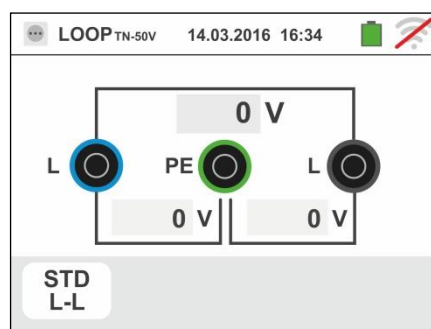 LOOP TN-50V 14.03.2016 16:34
0 V
L PE L
0 V 0 V
STD
L-L